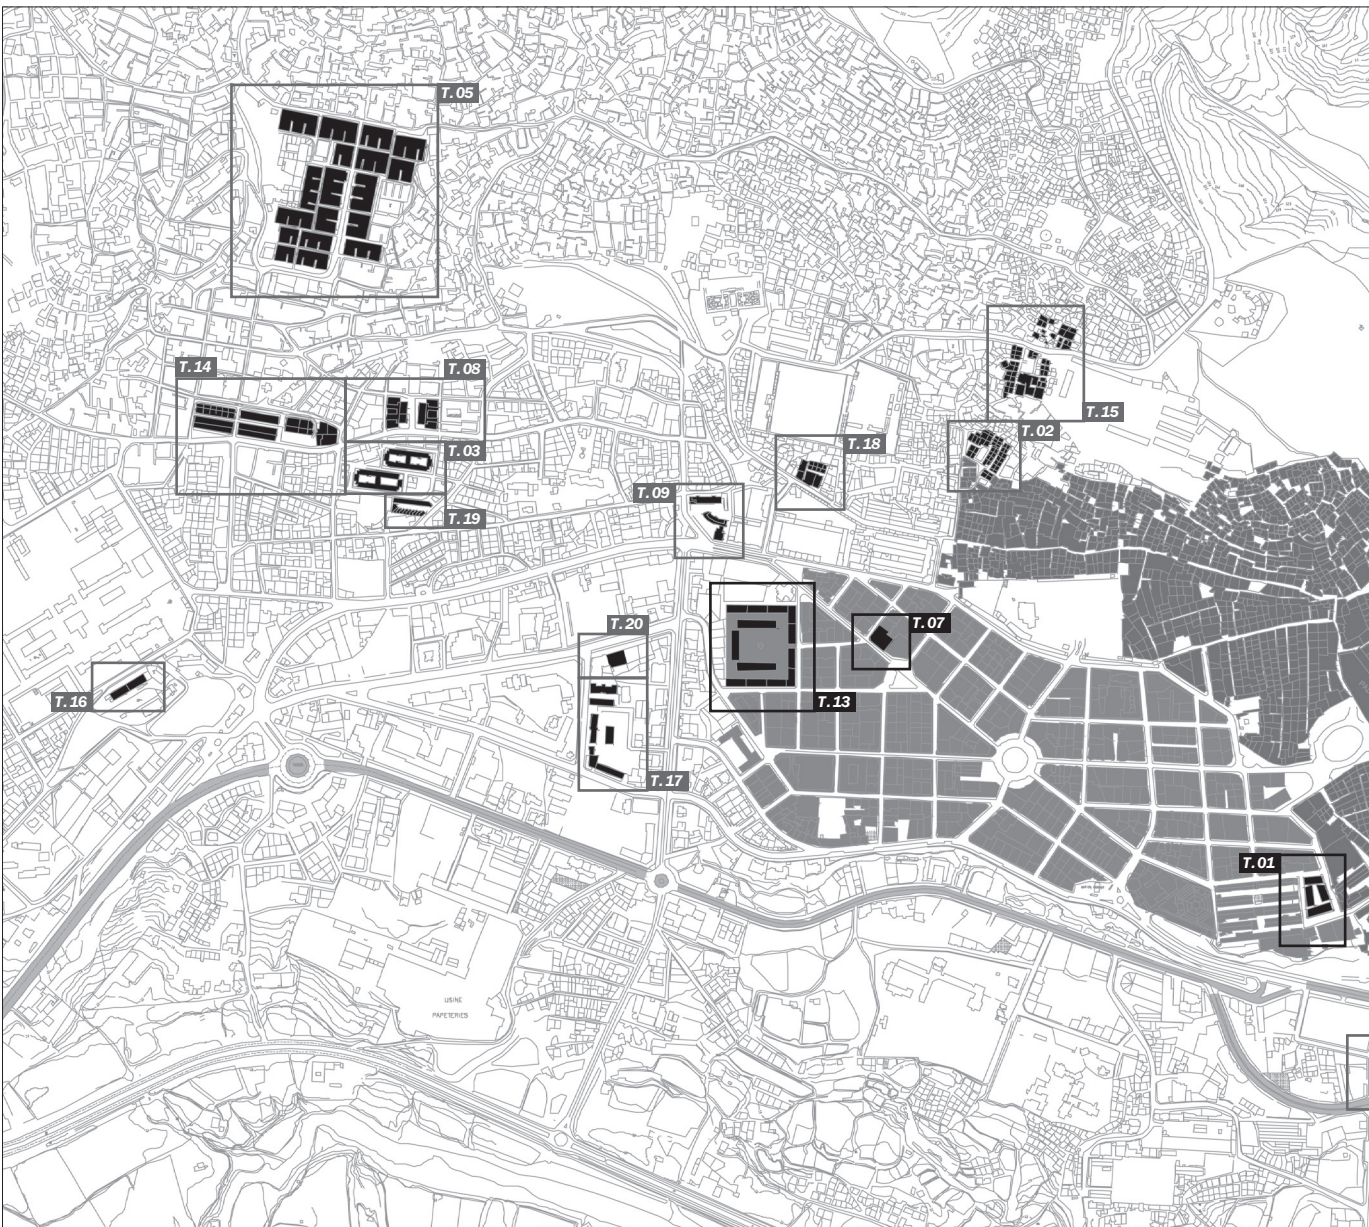 T. 05
T. 14
T. 08
T. 15
T. 02
T. 03
T. 18
T. 09
T. 19
T. 20
T. 07
T. 16
T. 13
T. 17
T. 01
USINE
PAPETERIES